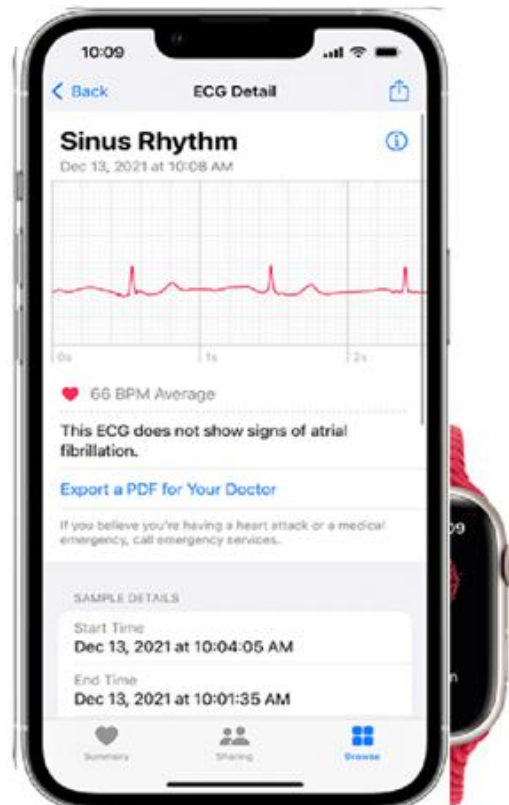 10:09
Back
ECG Detail
Sinus Rhythm
Dec 13, 2021 at 10:08 AM
0s 1s 2s
66 BPM Average
This ECG does not show signs of atrial
fibrillation.
Export a PDF for Your Doctor
If you believe you're having a heart attack or a medical
emergency, call emergency services.
SAMPLE DETAILS
Start Time
Dec 13, 2021 at 10:04:05 AM
End Time
Dec 13, 2021 at 10:01:35 AM
Summary
Sharing
Browse